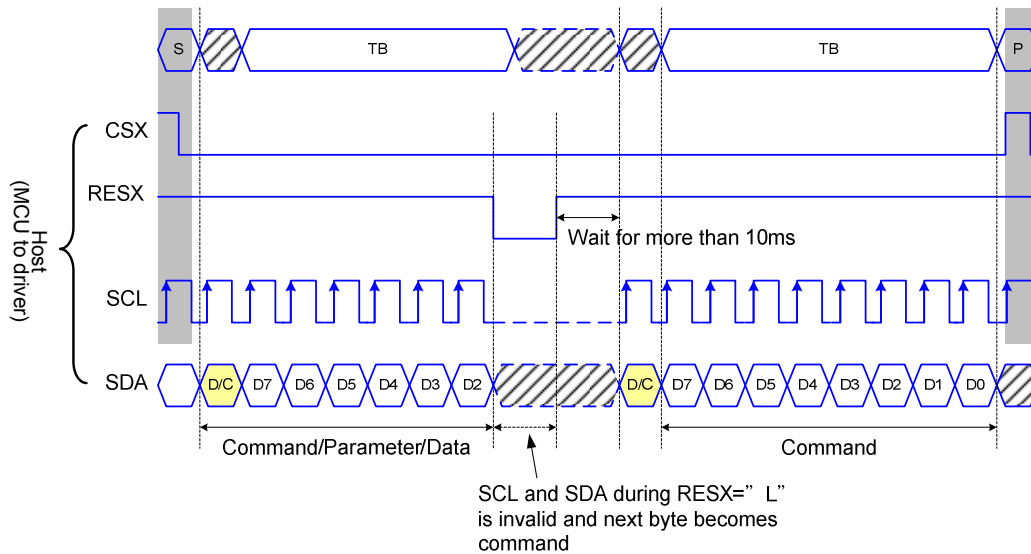 S
TB
TB
P
CSX
RESX
Wait for more than 10ms
Host
(MCU to driver)
SCL
SDA
D/C D7 D6 D5 D4 D3 D2
D/C D7 D6 D5 D4 D3 D2 D1 D0
Command/Parameter/Data
Command
SCL and SDA during RESX=” L”
is invalid and next byte becomes
command